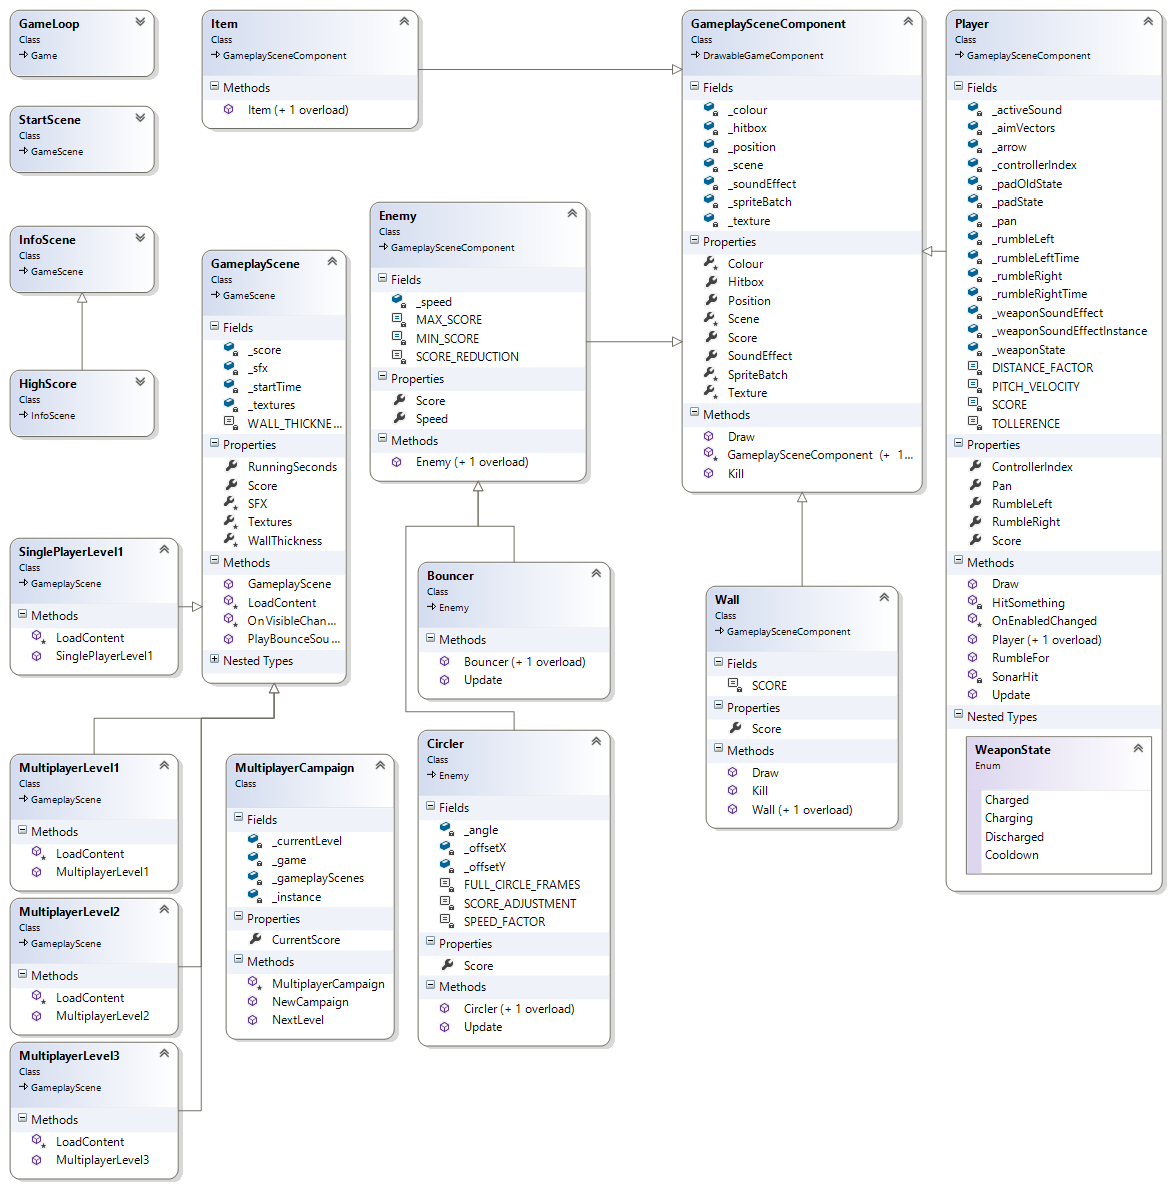 GameLoop
Class
Game
StartScene
Class
GameScene
InfoScene
Class
GameScene
HighScore
Class
InfoScene
SinglePlayerLevel1
Class
GameplayScene
Methods
LoadContent
SinglePlayerLevel1
MultiplayerLevel1
Class
GameplayScene
Methods
LoadContent
MultiplayerLevel1
MultiplayerLevel2
Class
GameplayScene
Methods
LoadContent
MultiplayerLevel2
MultiplayerLevel3
Class
GameplayScene
Methods
LoadContent
MultiplayerLevel3
Item
Class
GameplaySceneComponent
Methods
Item (+ 1 overload)
GameplayScene
Class
GameScene
Fields
_score
_sfx
_startTime
_textures
WALL_THICKNE...
Properties
RunningSeconds
Score
SFX
Textures
WallThickness
Methods
GameplayScene
LoadContent
OnVisibleChan...
PlayBounceSou...
Nested Types
MultiplayerCampaign
Class
Fields
_currentLevel
_game
_gameplayScenes
_instance
Properties
CurrentScore
Methods
MultiplayerCampaign
NewCampaign
NextLevel
Enemy
Class
GameplaySceneComponent
Fields
_speed
MAX_SCORE
MIN_SCORE
SCORE_REDUCTION
Properties
Score
Speed
Methods
Enemy (+ 1 overload)
Bouncer
Class
Enemy
Methods
Bouncer (+ 1 overload)
Update
Circler
Class
Enemy
Fields
_angle
_offsetX
_offsetY
FULL_CIRCLE_FRAMES
SCORE_ADJUSTMENT
SPEED_FACTOR
Properties
Score
Methods
Circler (+ 1 overload)
Update
GameplaySceneComponent
Class
DrawableGameComponent
Fields
_colour
_hitbox
_position
_scene
_soundEffect
_spriteBatch
_texture
Properties
Colour
Hitbox
Position
Scene
Score
SoundEffect
SpriteBatch
Texture
Methods
Draw
GameplaySceneComponent (+ 1...
Kill
Wall
Class
GameplaySceneComponent
Fields
SCORE
Properties
Score
Methods
Draw
Kill
Wall (+ 1 overload)
Player
Class
GameplaySceneComponent
Fields
_activeSound
_aimVectors
_arrow
_controllerIndex
_padOldState
_padState
_pan
_rumbleLeft
_rumbleLeftTime
_rumbleRight
_rumbleRightTime
_weaponSoundEffect
_weaponSoundEffectInstance
_weaponState
DISTANCE_FACTOR
PITCH_VELOCITY
SCORE
TOLLERENCE
Properties
ControllerIndex
Pan
RumbleLeft
RumbleRight
Score
Methods
Draw
HitSomething
OnEnabledChanged
Player (+ 1 overload)
RumbleFor
SonarHit
Update
Nested Types
WeaponState
Enum
Charged
Charging
Discharged
Cooldown